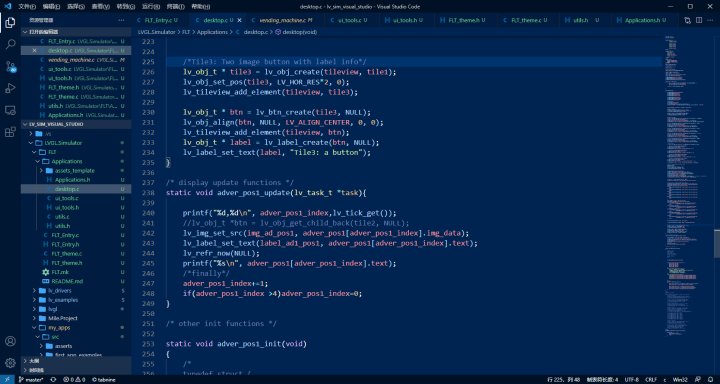 文件(F) 编辑(E) 选择(S) 查看(V) 转到(G) 运行(R) 终端(T) 帮助(H)
desktop.c - lv_sim_visual_studio - Visual Studio Code
资源管理器
FLT_Entry.c U
desktop.c U
vending_machine.c M
ui_tools.c U
ui_tools.h U
FLT_theme.h U
FLT_theme.c U
utils.h U
Applications.h U
打开的编辑器
FLT_Entry.c LVGL.Simulator\F... U
desktop.c LVGL.Simulator\FL... U
vending_machine.c LVGL.Sim... M
ui_tools.c LVGL.Simulator\FL... U
ui_tools.h LVGL.Simulator\FL... U
FLT_theme.h LVGL.Simulator... U
FLT_theme.c LVGL.Simulator... U
utils.h LVGL.Simulator\FLT\A... U
Applications.h LVGL.Simulato... U
LV_SIM_VISUAL_STUDIO
.vs
LVGL.Simulator
FLT
Applications
assets_template
Applications.h U
desktop.c U
ui_tools.c U
ui_tools.h U
utils.c U
utils.h U
FLT_Entry.c U
FLT_Entry.h U
FLT_theme.c U
FLT_theme.h U
FLT.mk U
README.md U
lv_drivers S
lv_examples S
lvgl S
Mile.Project
my_apps
src
asserts
first_app_examples
大纲
时间线
LVGL.Simulator > FLT > Applications > desktop.c > desktop(void)
223
224
225 /*Tile3: Two image button with label info*/
226 lv_obj_t * tile3 = lv_obj_create(tileview, tile1);
227 lv_obj_set_pos(tile3, LV_HOR_RES*2, 0);
228 lv_tileview_add_element(tileview, tile3);
229
230 lv_obj_t * btn = lv_btn_create(tile3, NULL);
231 lv_obj_align(btn, NULL, LV_ALIGN_CENTER, 0, 0);
232 lv_tileview_add_element(tileview, btn);
233 lv_obj_t * label = lv_label_create(btn, NULL);
234 lv_label_set_text(label, "Tile3: a button");
235 }
236
237 /* display update functions */
238 static void adver_pos1_update(lv_task_t *task){
239
240 printf("%d,%d\n", adver_pos1_index,lv_tick_get());
241 //lv_obj_t *btn = lv_obj_get_child_back(tile2, NULL);
242 lv_img_set_src(img_ad_pos1, adver_pos1[adver_pos1_index].img_data);
243 lv_label_set_text(label_ad1_pos1, adver_pos1[adver_pos1_index].text);
244 lv_refr_now(NULL);
245 printf("%s\n", adver_pos1[adver_pos1_index].text);
246 /*finally*/
247 adver_pos1_index+=1;
248 if(adver_pos1_index >4)adver_pos1_index=0;
249 }
250
251 /* other init functions */
252
253 static void adver_pos1_init(void)
254 {
255 /*
256 typedef struct {
master* 0 0 tabnine
行 225, 列 48 制表符长度: 4 UTF-8 CRLF c Win32